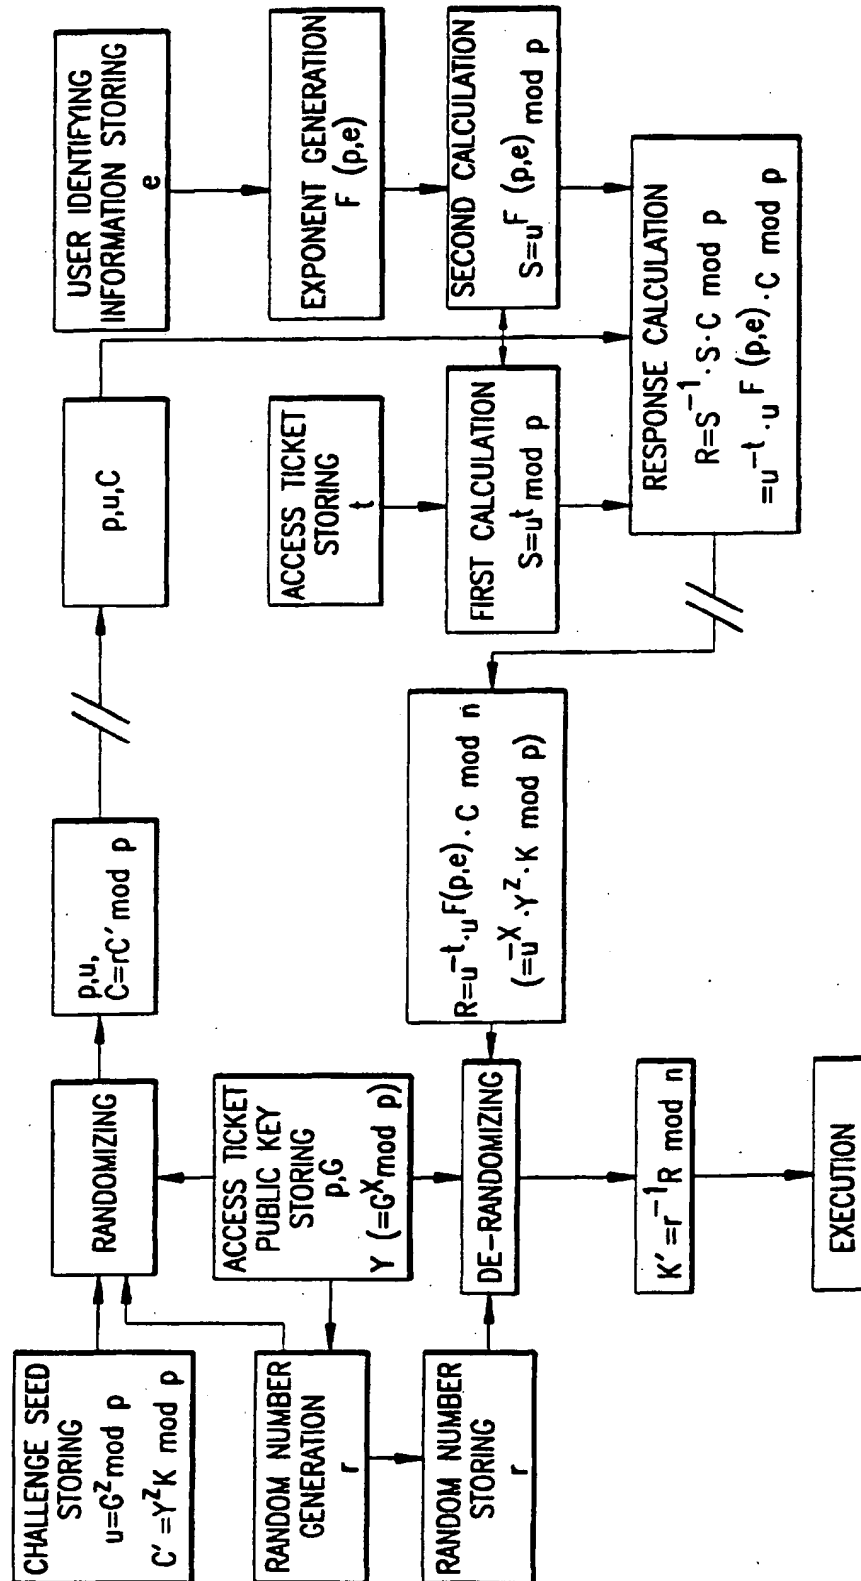 CHALLENGE SEED
STORING
u=G^z mod p
C′=Y^z K mod p
RANDOMIZING
p,u,
C=rC′ mod p
p,u,C
USER IDENTIFYING
INFORMATION STORING
e
RANDOM NUMBER
GENERATION
r
ACCESS TICKET
PUBLIC KEY
STORING
p,G
Y (=G^X mod p)
ACCESS TICKET
STORING
t
EXPONENT GENERATION
F (p,e)
RANDOM NUMBER
STORING
r
DE-RANDOMIZING
R=u^-t·u^F(p,e)·C mod n
(=u^-X·Y^z·K mod p)
FIRST CALCULATION
S=u^t mod p
SECOND CALCULATION
S=u^F (p,e) mod p
K′=r^-1 R mod n
RESPONSE CALCULATION
R=S^-1·S·C mod p
=u^-t·u^F (p,e)·C mod p
EXECUTION